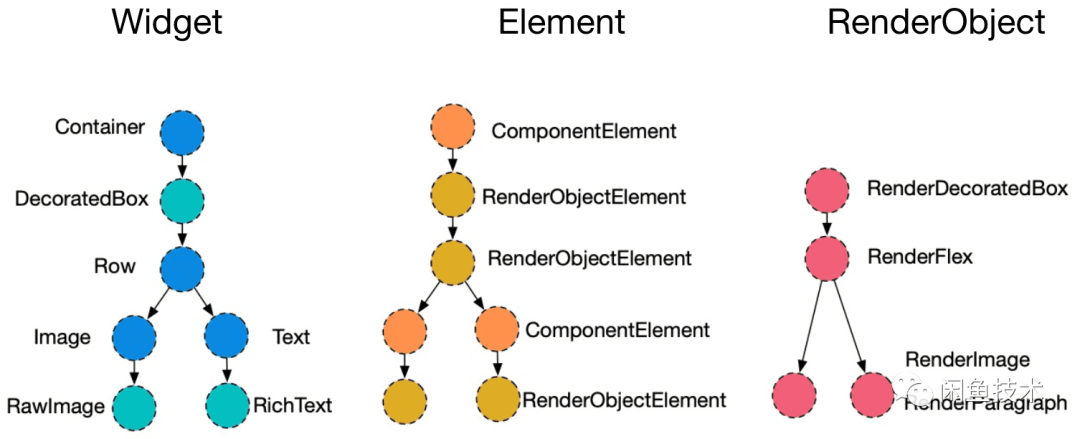 Widget
Element
RenderObject
Container
DecoratedBox
Row
Image
Text
RawImage
RichText
ComponentElement
RenderObjectElement
RenderObjectElement
ComponentElement
RenderObjectElement
RenderDecoratedBox
RenderFlex
RenderImage
RenderParagraph
闲鱼技术